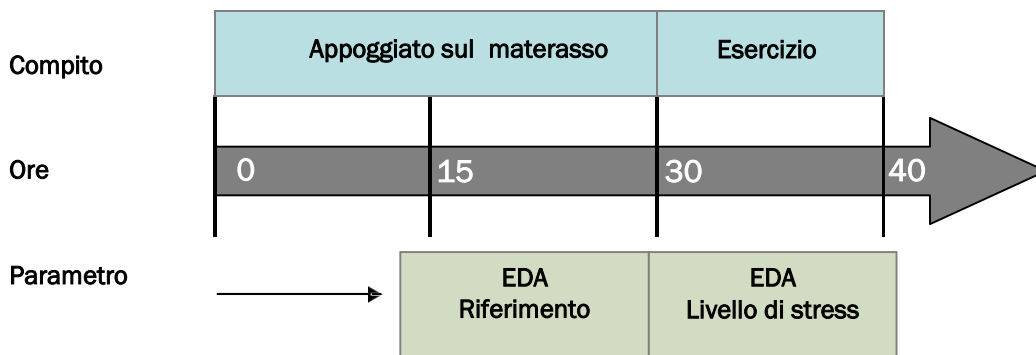 Compito
Appoggiato sul materasso
Esercizio
Ore
0
15
30
40
Parametro
EDA
Riferimento
EDA
Livello di stress